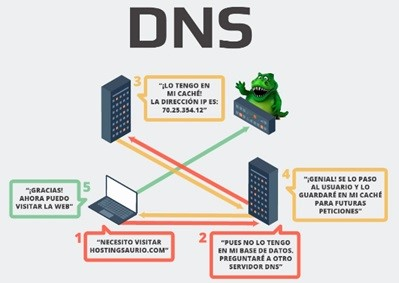 DNS
3
"¡LO TENGO EN
MI CACHÉ!
LA DIRECCIÓN IP ES:
70.25.354.12"
5
"¡GRACIAS!
AHORA PUEDO
VISITAR LA WEB"
4
"¡GENIAL! SE LO PASO
AL USUARIO Y LO
GUARDARÉ EN MI CACHÉ
PARA FUTURAS
PETICIONES"
1
"NECESITO VISITAR
HOSTINGSAURIO.COM"
2
"PUES NO LO TENGO
EN MI BASE DE DATOS.
PREGUNTARÉ A OTRO
SERVIDOR DNS"